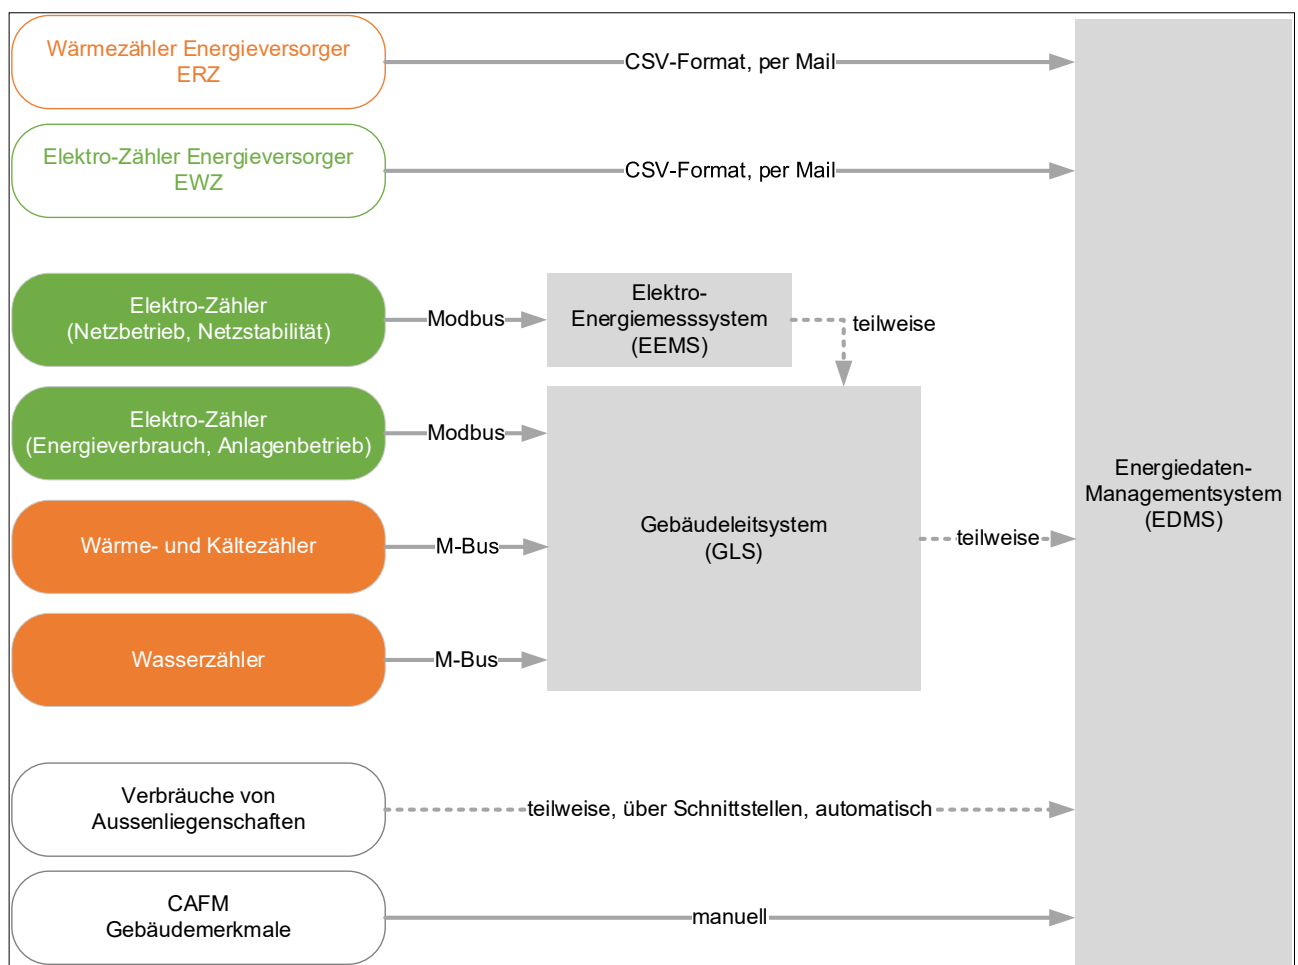 Wärmezähler Energieversorger
ERZ
CSV-Format, per Mail
Elektro-Zähler Energieversorger
EWZ
CSV-Format, per Mail
Elektro-Zähler
(Netzbetrieb, Netzstabilität)
Modbus
Elektro-
Energiemesssystem
(EEMS)
teilweise
Elektro-Zähler
(Energieverbrauch, Anlagenbetrieb)
Modbus
Wärme- und Kältezähler
M-Bus
Gebäudeleitsystem
(GLS)
teilweise
Energiedaten-
Managementsystem
(EDMS)
Wasserzähler
M-Bus
Verbräuche von
Aussenliegenschaften
teilweise, über Schnittstellen, automatisch
CAFM
Gebäudemerkmale
manuell